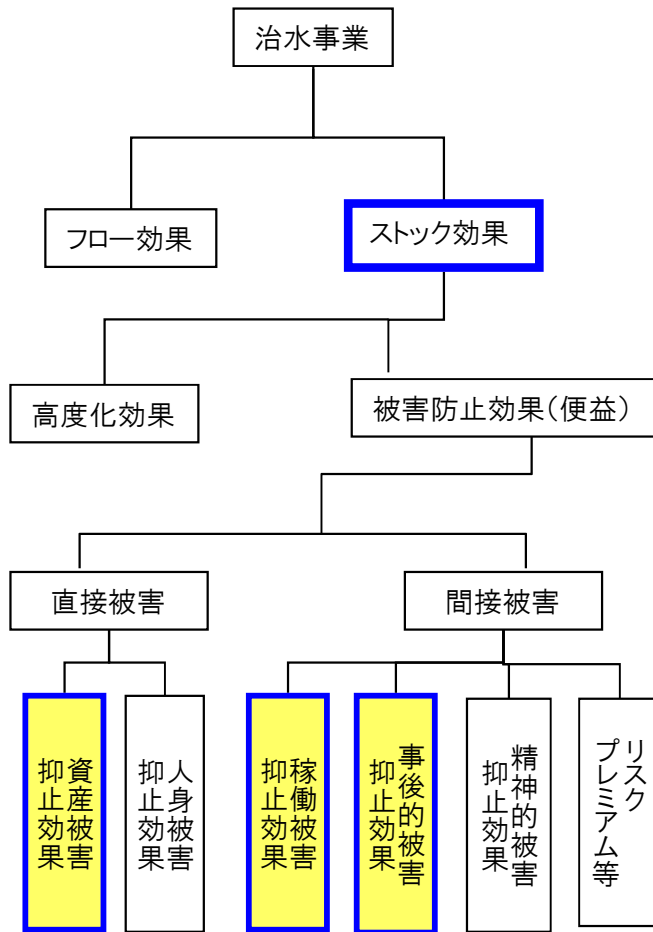 治水事業
フロー効果
ストック効果
高度化効果
被害防止効果（便益）
直接被害
間接被害
資産被害
抑止効果
人身被害
抑止効果
稼働被害
抑止効果
事後的被害
抑止効果
精神的被害
抑止効果
リスク
プレミアム等